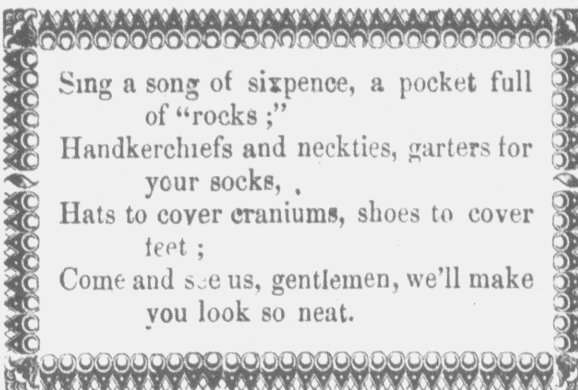 Sing a song of sixpence, a pocket full
of “rocks ;”
Handkerchiefs and neckties, garters for
your socks,
Hats to cover craniums, shoes to cover
feet ;
Come and see us, gentlemen, we'll make
you look so neat.